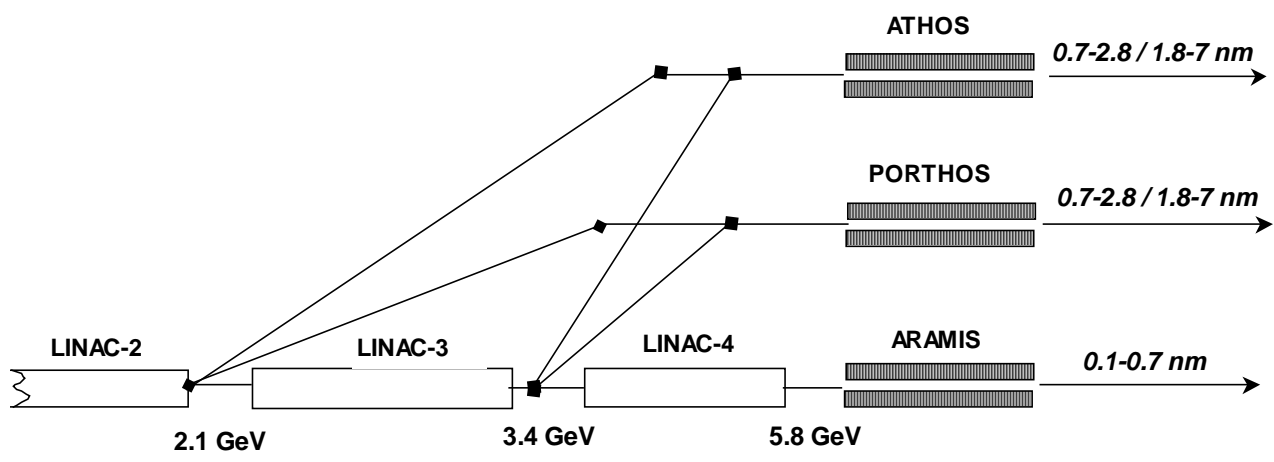 ATHOS
0.7-2.8 / 1.8-7 nm
PORTHOS
0.7-2.8 / 1.8-7 nm
LINAC-2
LINAC-3
LINAC-4
ARAMIS
0.1-0.7 nm
2.1 GeV
3.4 GeV
5.8 GeV